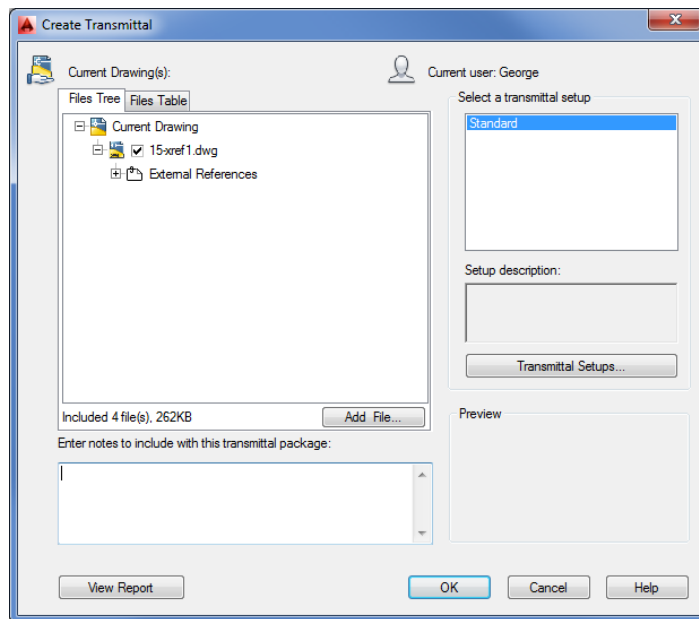 Create Transmittal
Current Drawing(s):
Current user: George
Files Tree
Files Table
Current Drawing
15-xref1.dwg
External References
Included 4 file(s), 262KB
Add File...
Enter notes to include with this transmittal package:
Select a transmittal setup
Standard
Setup description:
Transmittal Setups...
Preview
View Report
OK
Cancel
Help